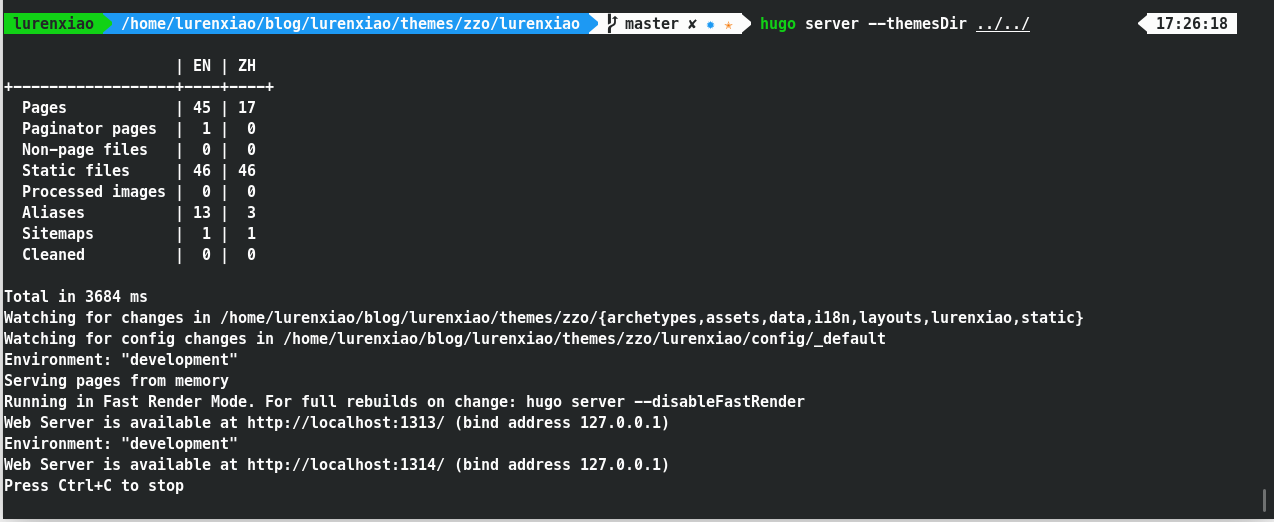 lurenxiao /home/lurenxiao/blog/lurenxiao/themes/zzo/lurenxiao master ✘ ✹ ★ hugo server --themesDir ../../ 17:26:18
| EN | ZH
+------------------+----+----+
Pages | 45 | 17
Paginator pages | 1 | 0
Non-page files | 0 | 0
Static files | 46 | 46
Processed images | 0 | 0
Aliases | 13 | 3
Sitemaps | 1 | 1
Cleaned | 0 | 0
Total in 3684 ms
Watching for changes in /home/lurenxiao/blog/lurenxiao/themes/zzo/{archetypes,assets,data,i18n,layouts,lurenxiao,static}
Watching for config changes in /home/lurenxiao/blog/lurenxiao/themes/zzo/lurenxiao/config/_default
Environment: "development"
Serving pages from memory
Running in Fast Render Mode. For full rebuilds on change: hugo server --disableFastRender
Web Server is available at http://localhost:1313/ (bind address 127.0.0.1)
Environment: "development"
Web Server is available at http://localhost:1314/ (bind address 127.0.0.1)
Press Ctrl+C to stop